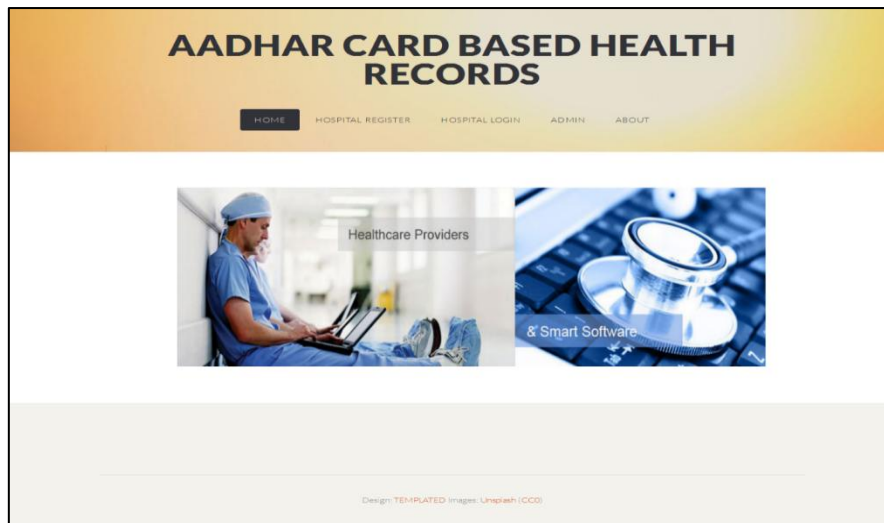 AADHAR CARD BASED HEALTH
RECORDS
HOME HOSPITAL REGISTER HOSPITAL LOGIN ADMIN ABOUT
Healthcare Providers
& Smart Software
Design: TEMPLATED Images: Unsplash (CC0)